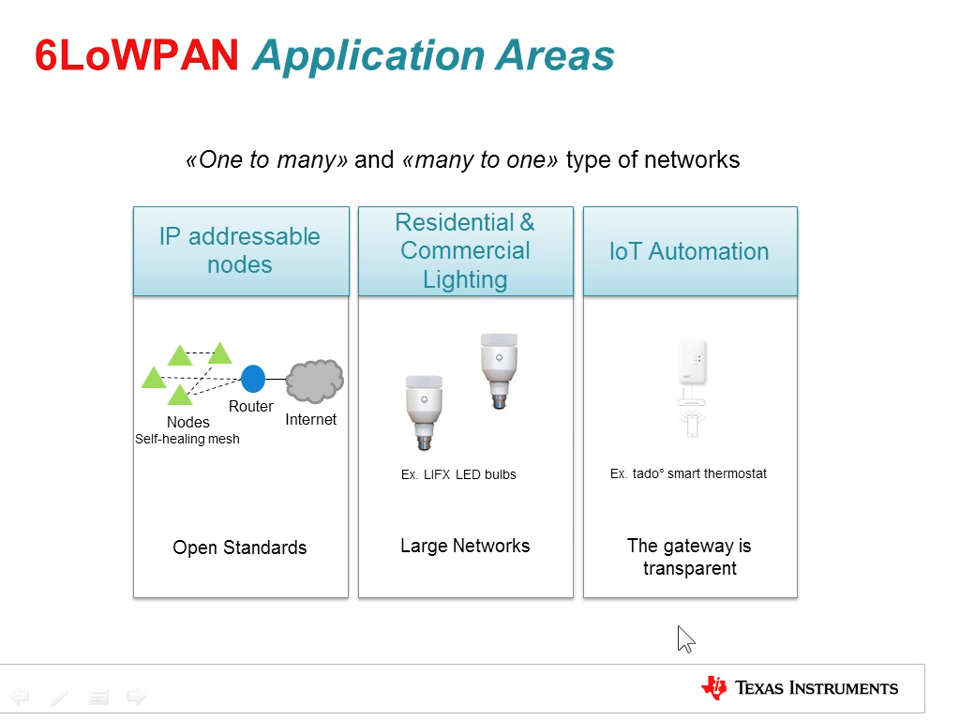 6LoWPAN Application Areas
«One to many» and «many to one» type of networks
IP addressable
nodes
Nodes
Self-healing mesh
Router
Internet
Open Standards
Residential &
Commercial
Lighting
Ex. LIFX LED bulbs
Large Networks
IoT Automation
Ex. tado° smart thermostat
The gateway is
transparent
TEXAS INSTRUMENTS